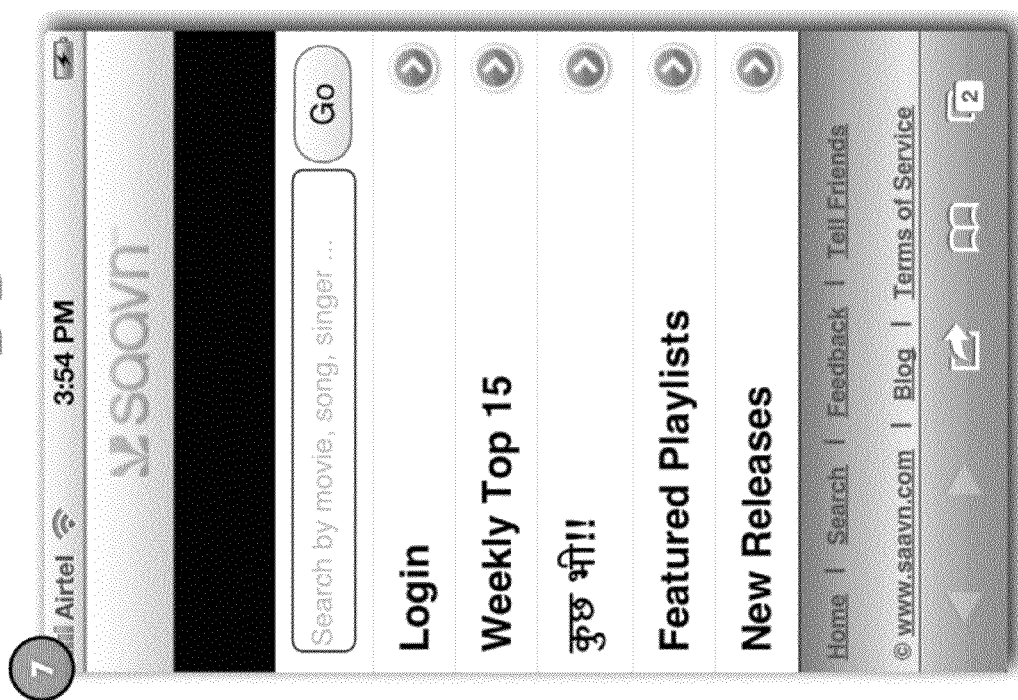 7
Airtel 3:54 PM
saavn
Search by movie, song, singer ... Go
Login
Weekly Top 15
कुछ भी!!
Featured Playlists
New Releases
Home | Search | Feedback | Tell Friends
© www.saavn.com | Blog | Terms of Service
2